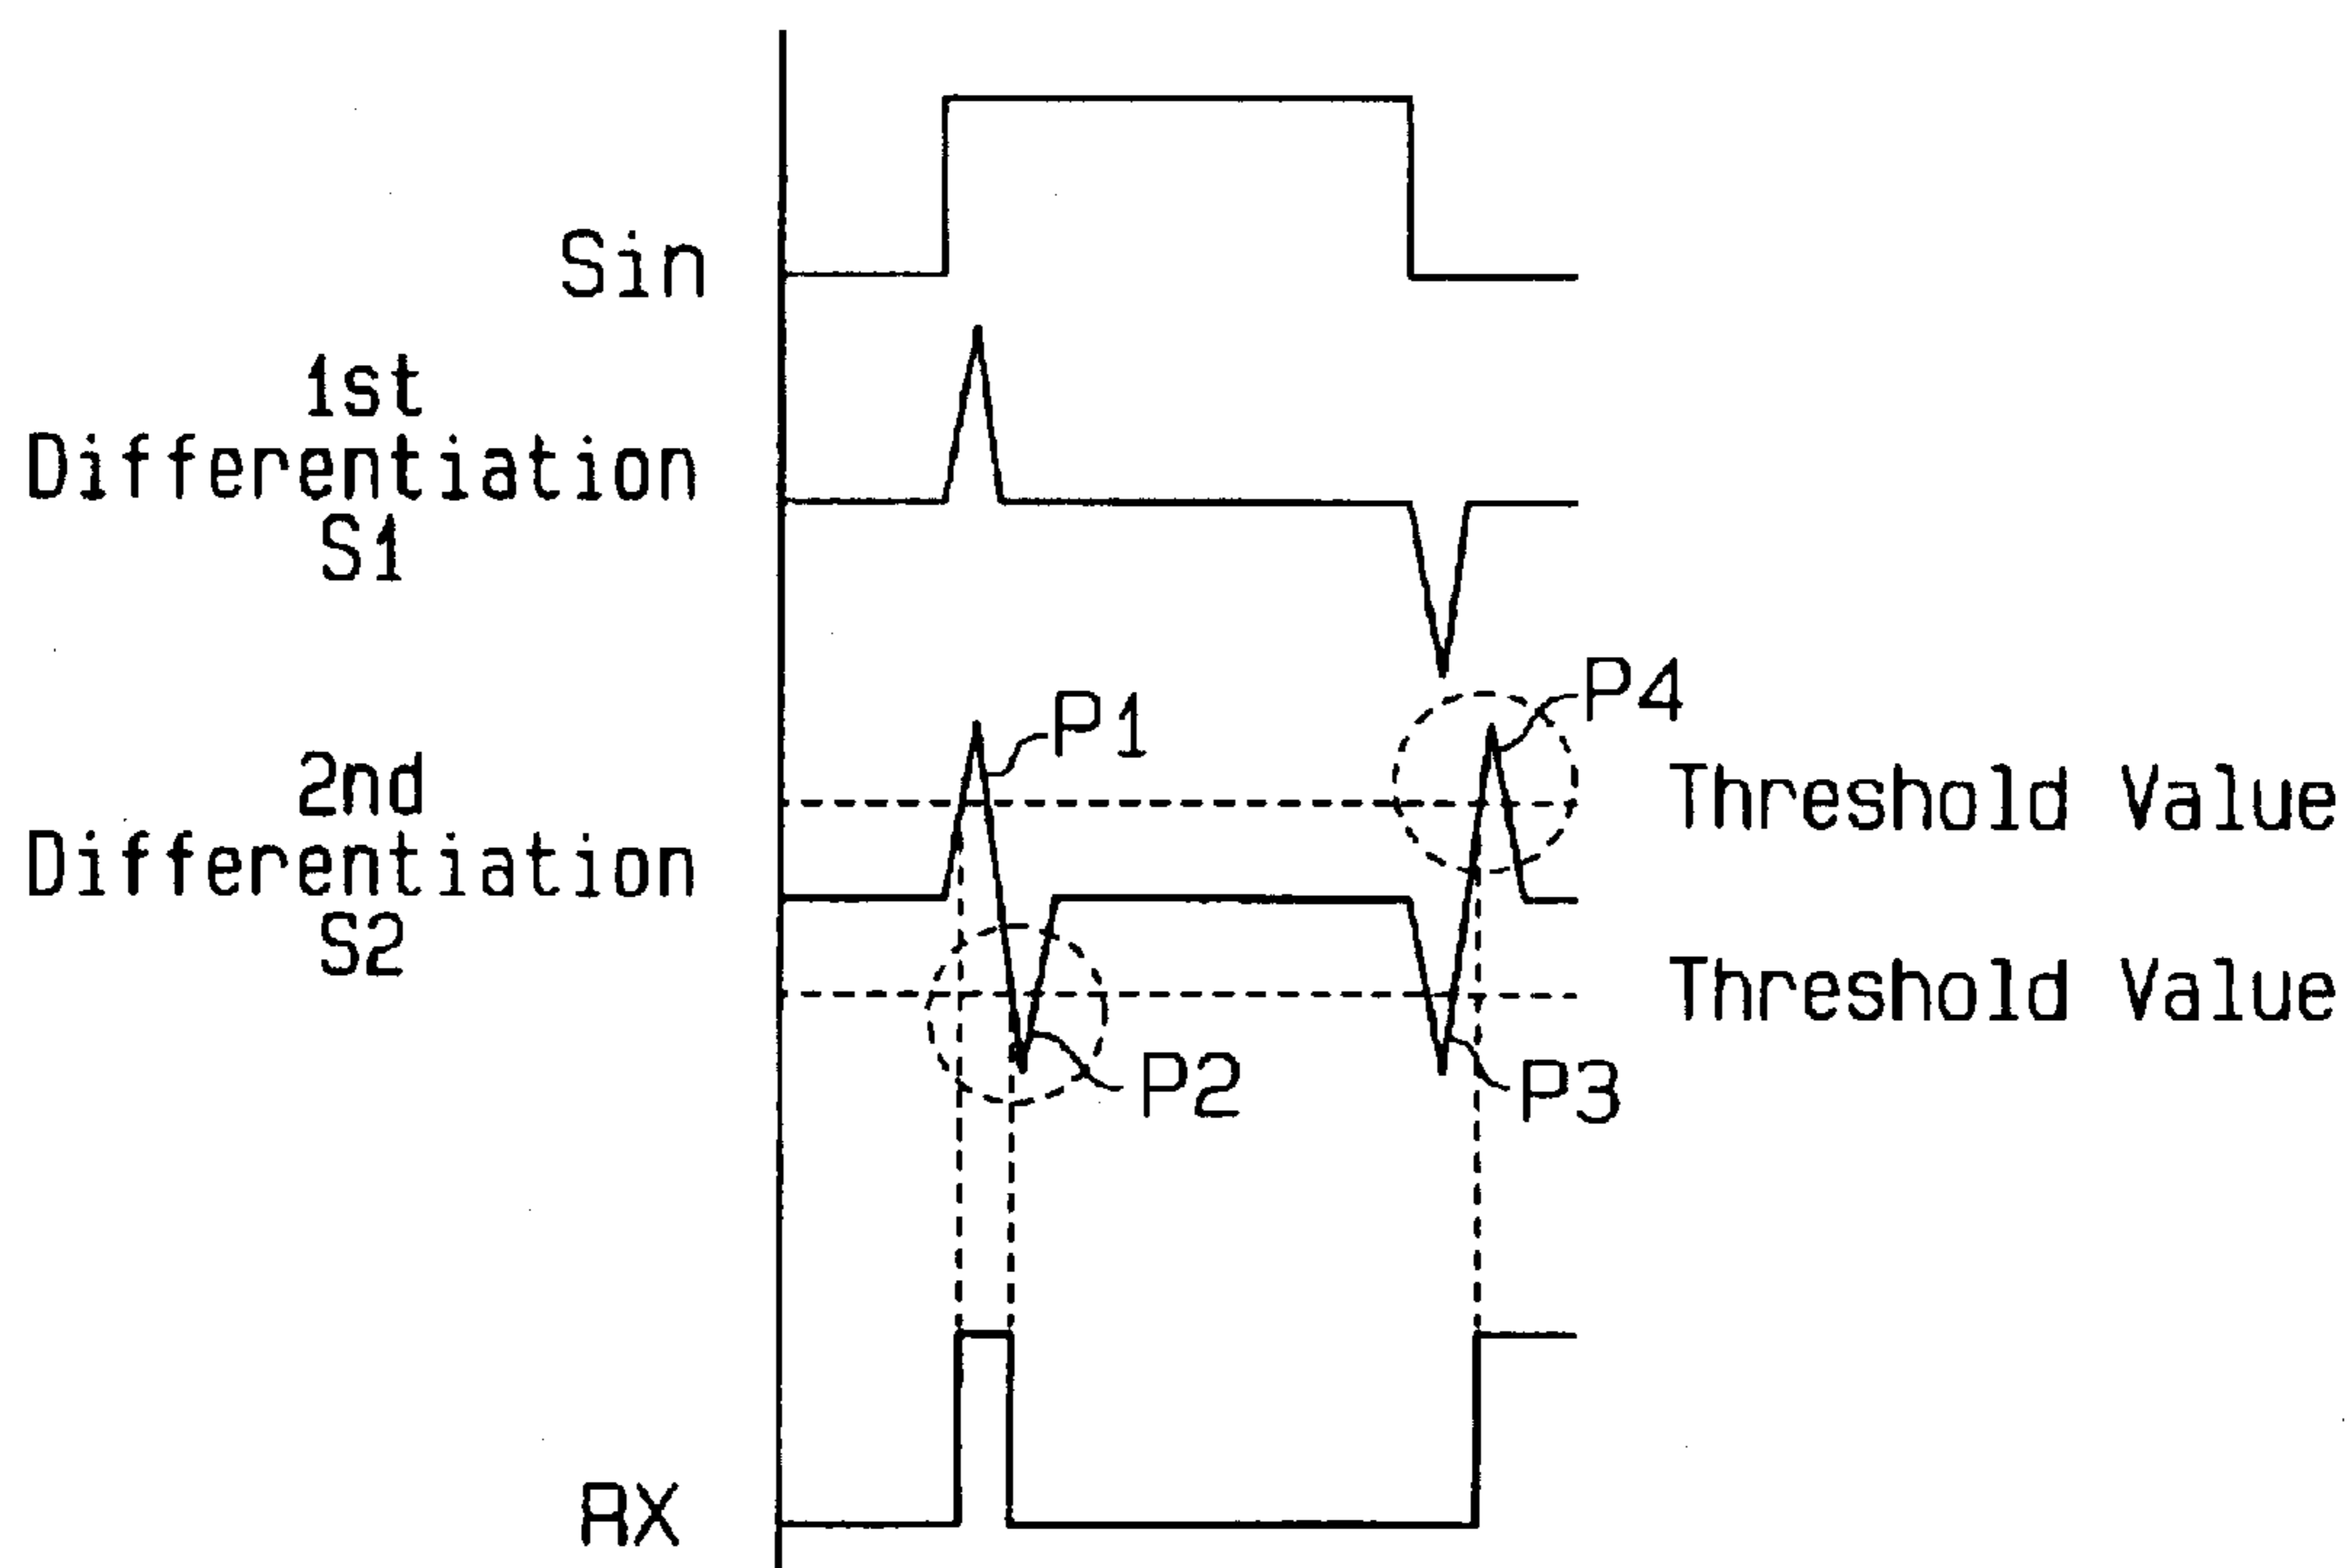 Sin
1st
Differentiation
S1
P1
P4
2nd
Differentiation
S2
Threshold Value
Threshold Value
P2
P3
RX